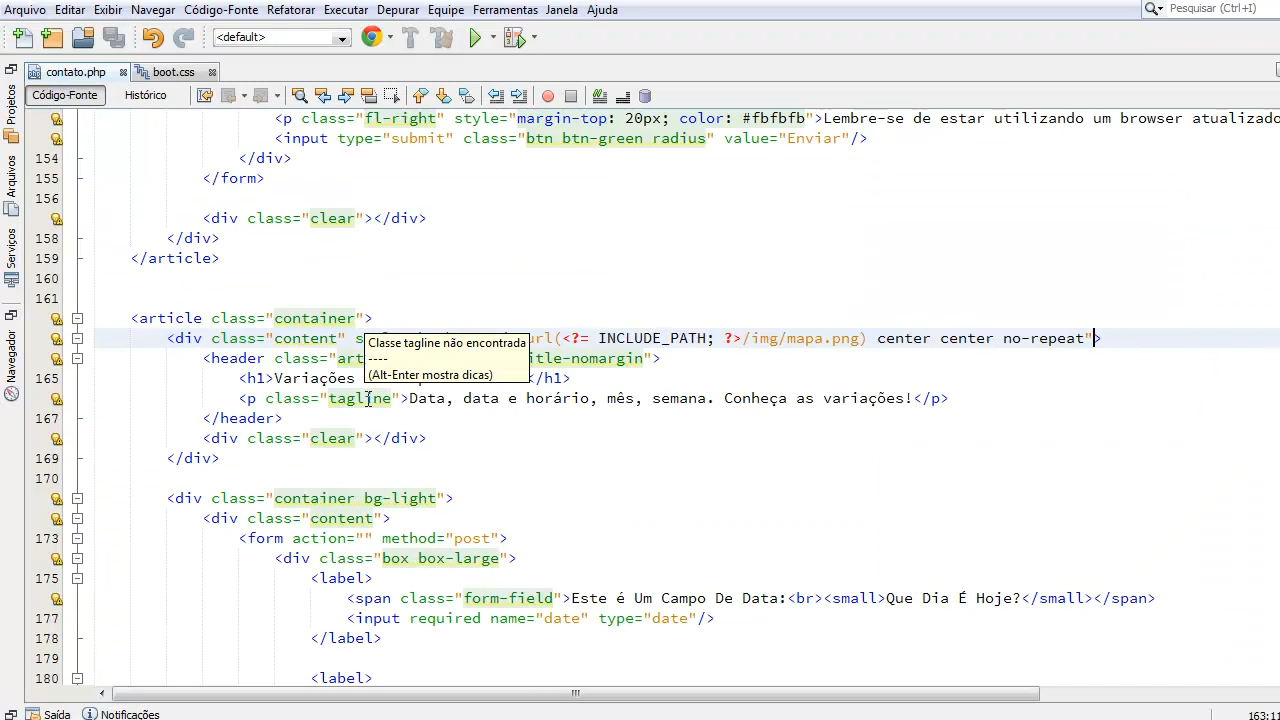 Arquivo Editar Exibir Navegar Código-Fonte Refatorar Executar Depurar Equipe Ferramentas Janela Ajuda Pesquisar (Ctrl+I)
<default>
contato.php boot.css
Código-Fonte Histórico
Projetos
Arquivos
Serviços
Navegador
<p class="fl-right" style="margin-top: 20px; color: #fbfbfb">Lembre-se de estar utilizando um browser atualizado
<input type="submit" class="btn btn-green radius" value="Enviar"/>
154 </div>
155 </form>
156
<div class="clear"></div>
158 </div>
159 </article>
160
161
<article class="container">
<div class="content" s url(<?= INCLUDE_PATH; ?>/img/mapa.png) center center no-repeat">
Classe tagline não encontrada
----
(Alt-Enter mostra dicas)
<header class="art itle-nomargin">
165 <h1>Variações </h1>
<p class="tagline">Data, data e horário, mês, semana. Conheça as variações!</p>
167 </header>
<div class="clear"></div>
169 </div>
170
<div class="container bg-light">
<div class="content">
173 <form action="" method="post">
<div class="box box-large">
175 <label>
<span class="form-field">Este é Um Campo De Data:<br><small>Que Dia É Hoje?</small></span>
177 <input required name="date" type="date"/>
178 </label>
179
180 <label>
Saída Notificações 163:11